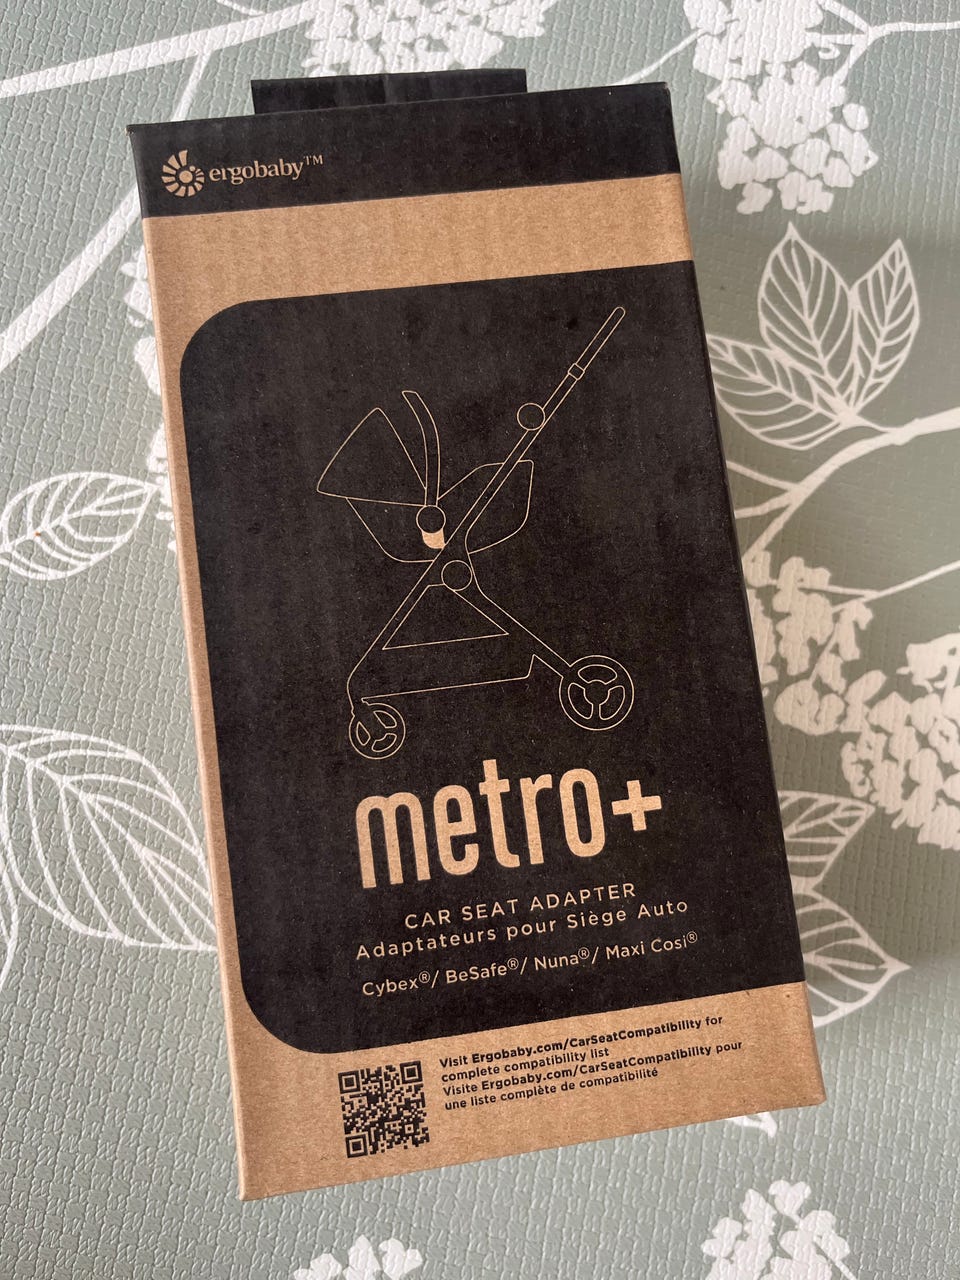 ergobaby™
metro+
CAR SEAT ADAPTER
Adaptateurs pour Siège Auto
Cybex®/ BeSafe®/ Nuna®/ Maxi Cosi®
Visit Ergobaby.com/CarSeatCompatibility for
complete compatibility list
Visite Ergobaby.com/CarSeatCompatibility pour
une liste complète de compatibilité